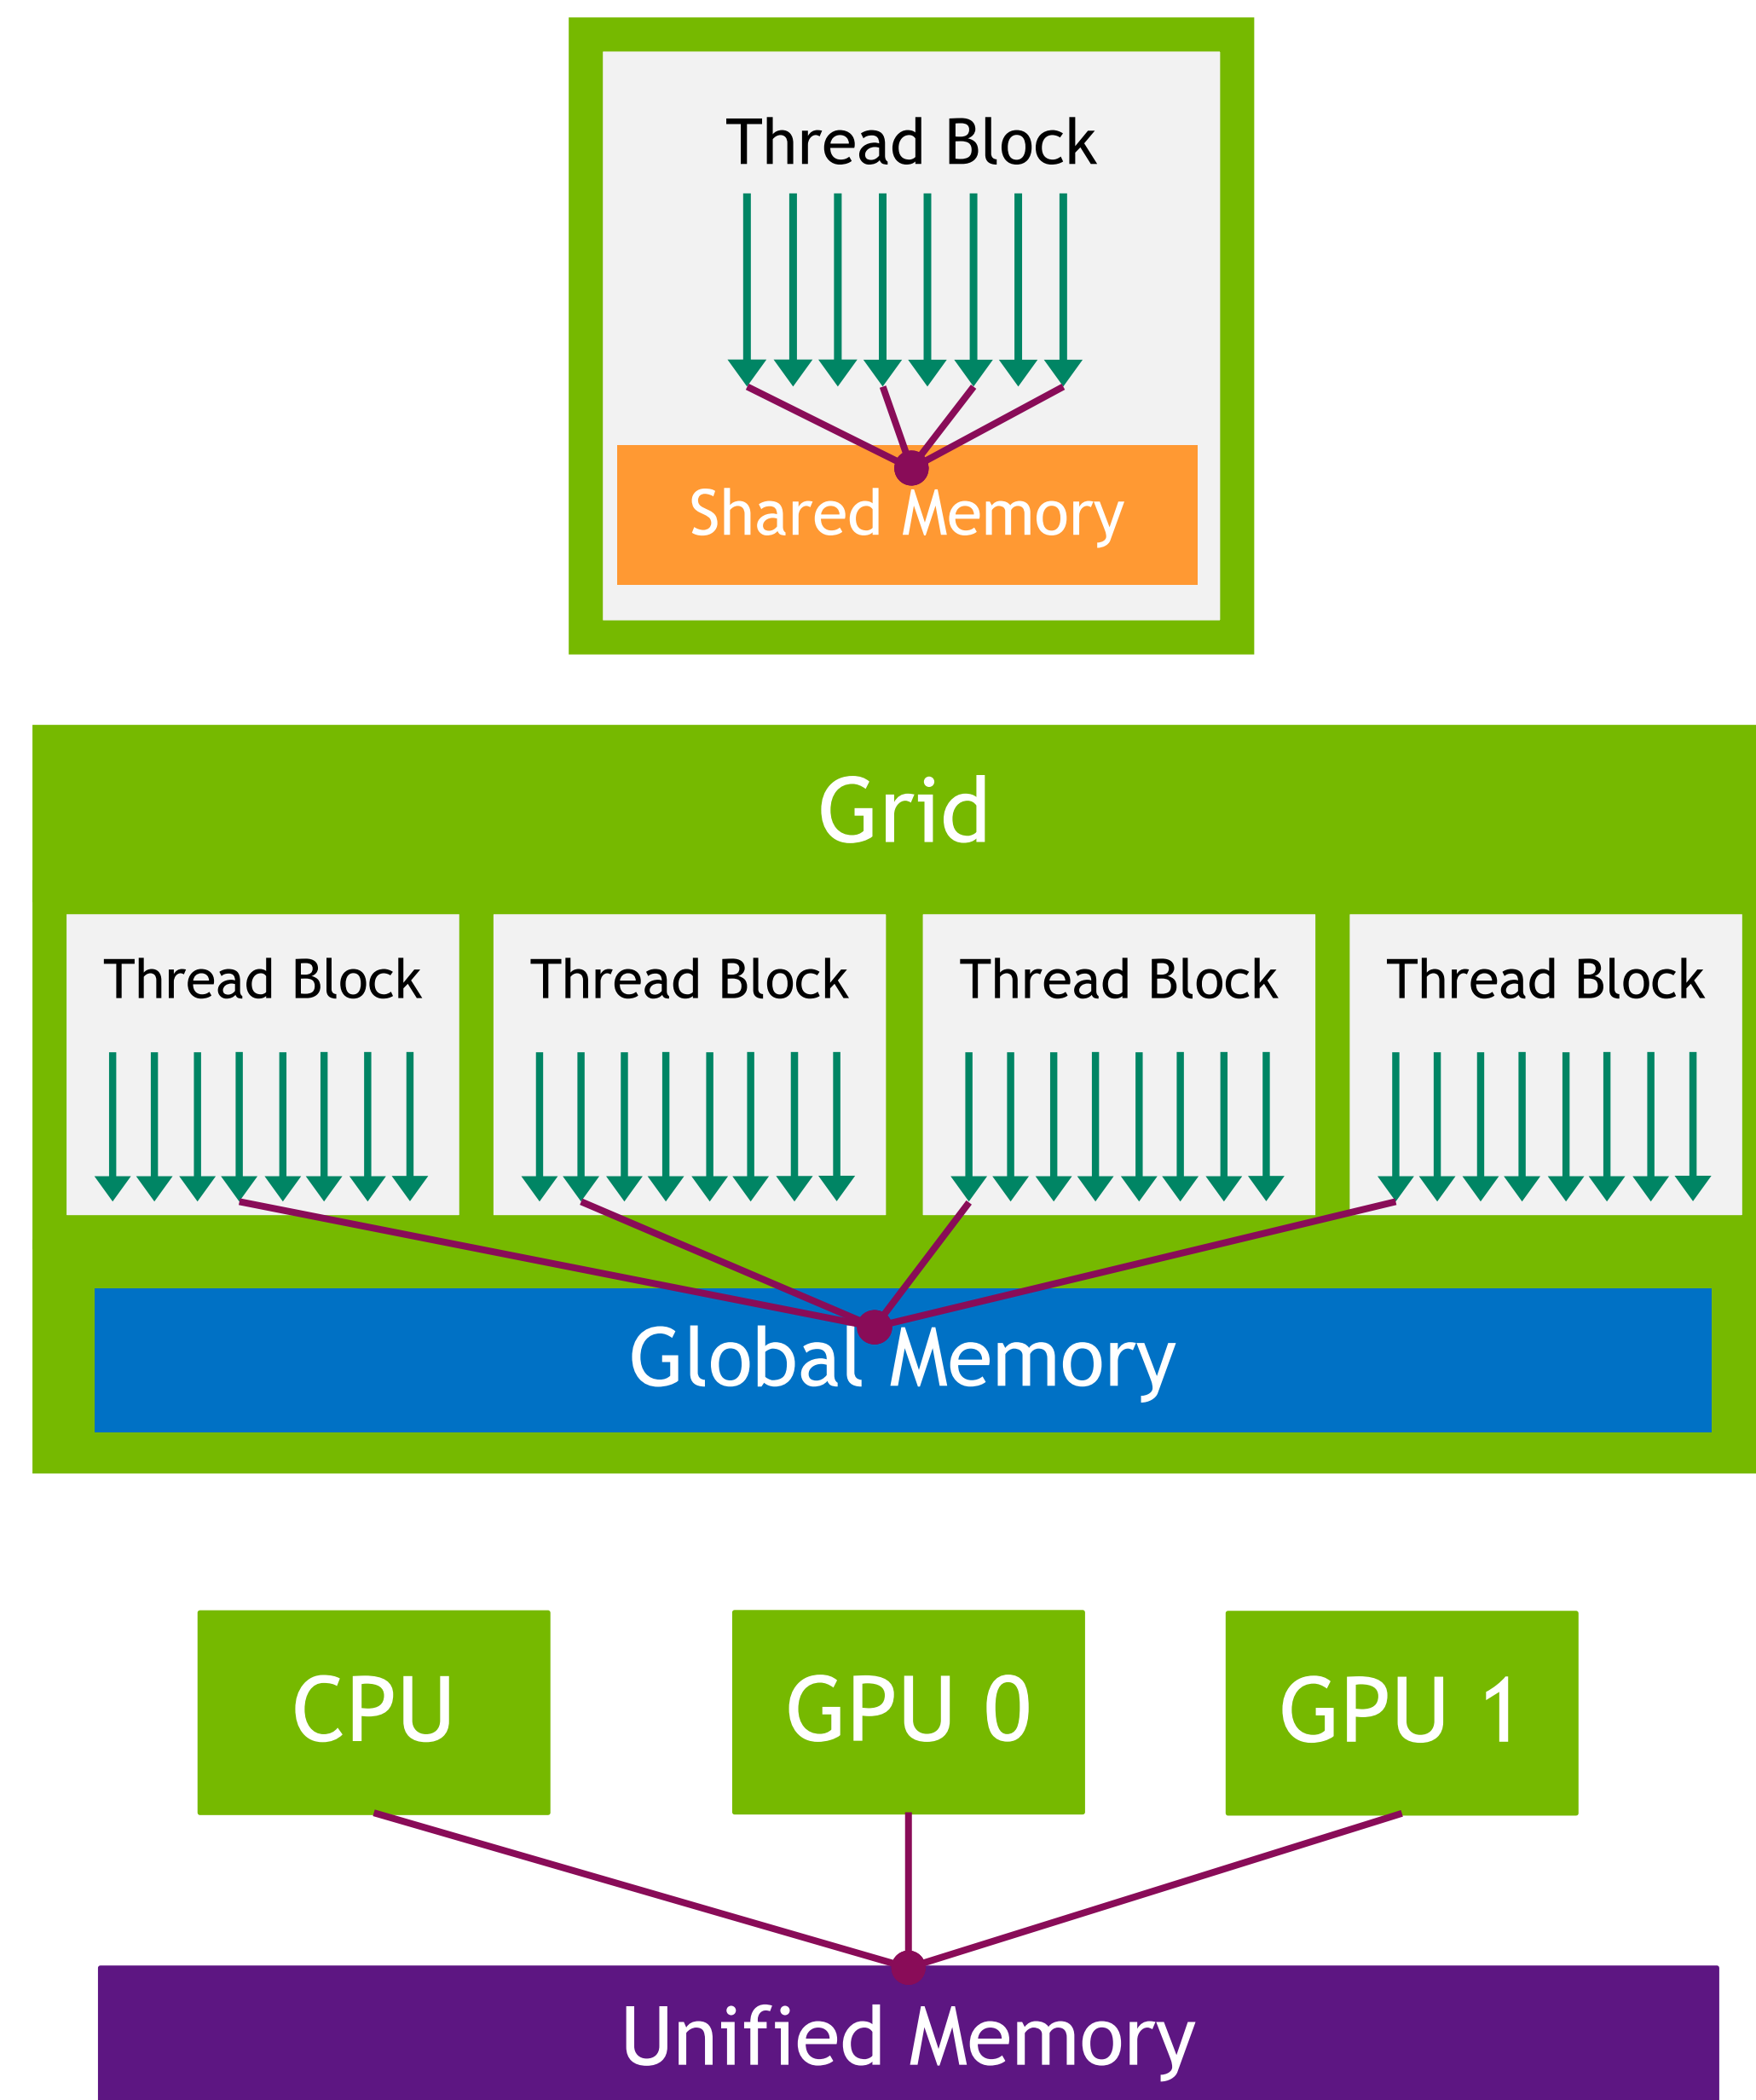 Thread Block
Shared Memory
Grid
Thread Block Thread Block Thread Block Thread Block
Global Memory
CPU GPU 0 GPU 1
Unified Memory